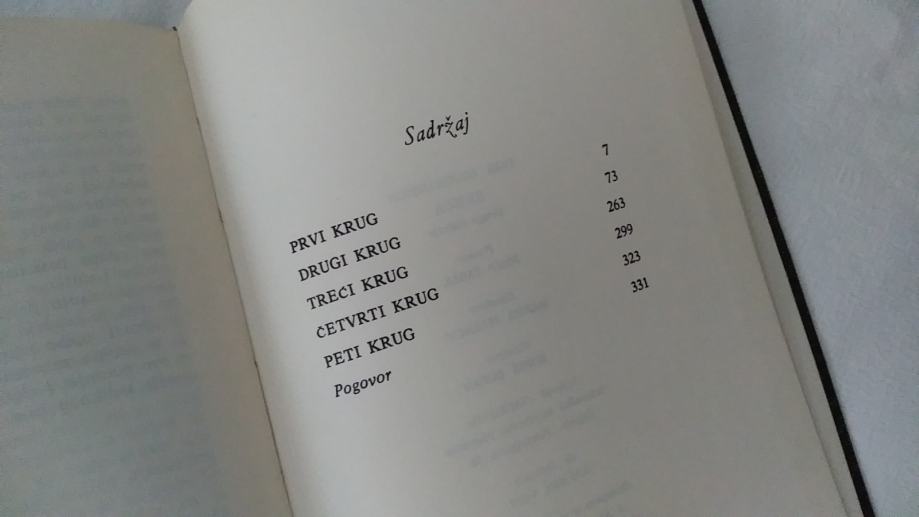 Sadržaj
PRVI KRUG 7
DRUGI KRUG 73
TREĆI KRUG 263
ČETVRTI KRUG 299
PETI KRUG 323
Pogovor 331